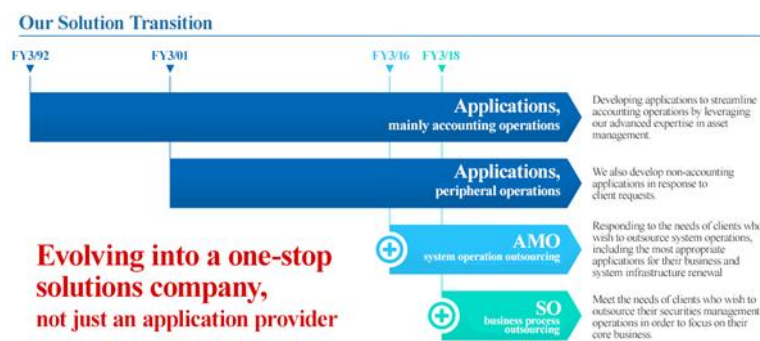 Our Solution Transition
FY3/92
FY3/01
FY3/16
FY3/18
Applications,
mainly accounting operations
Developing applications to streamline
accounting operations by leveraging
our advanced expertise in asset
management.
Applications,
peripheral operations
We also develop non-accounting
applications in response to
client requests.
AMO
system operation outsourcing
Responding to the needs of clients who
wish to outsource system operations,
including the most appropriate
applications for their business and
system infrastructure renewal
Evolving into a one-stop
solutions company,
not just an application provider
SO
business process
outsourcing
Meet the needs of clients who wish to
outsource their securities management
operations in order to focus on their
core business.